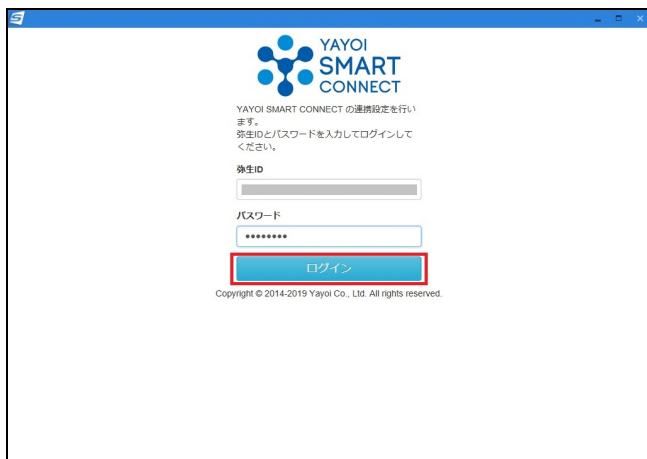 YAYOI
SMART
CONNECT
YAYOI SMART CONNECT の連携設定を行い
ます。
弥生IDとパスワードを入力してログインして
ください。
弥生ID
パスワード
••••••••
ログイン
Copyright © 2014-2019 Yayoi Co., Ltd. All rights reserved.